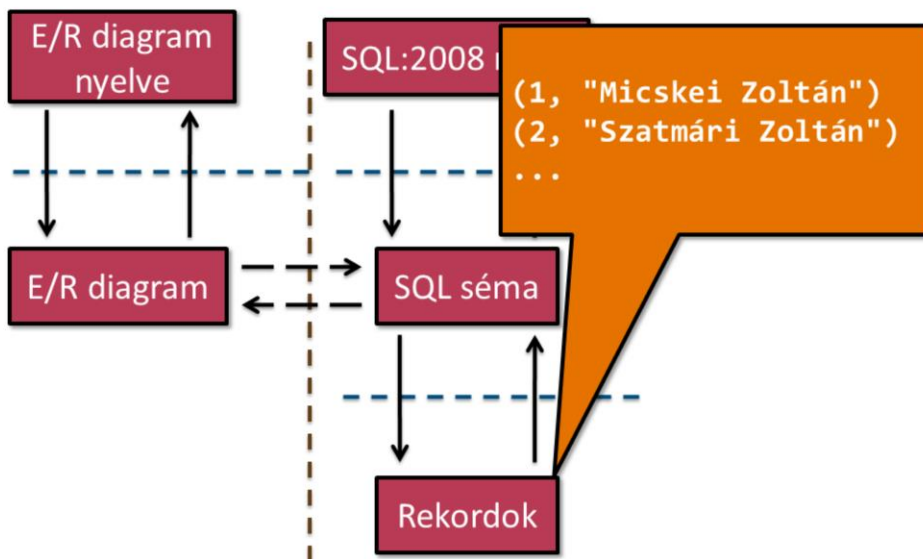 E/R diagram
nyelve
SQL:2008
(1, "Micskei Zoltán")
(2, "Szatmári Zoltán")
...
E/R diagram
SQL séma
Rekordok